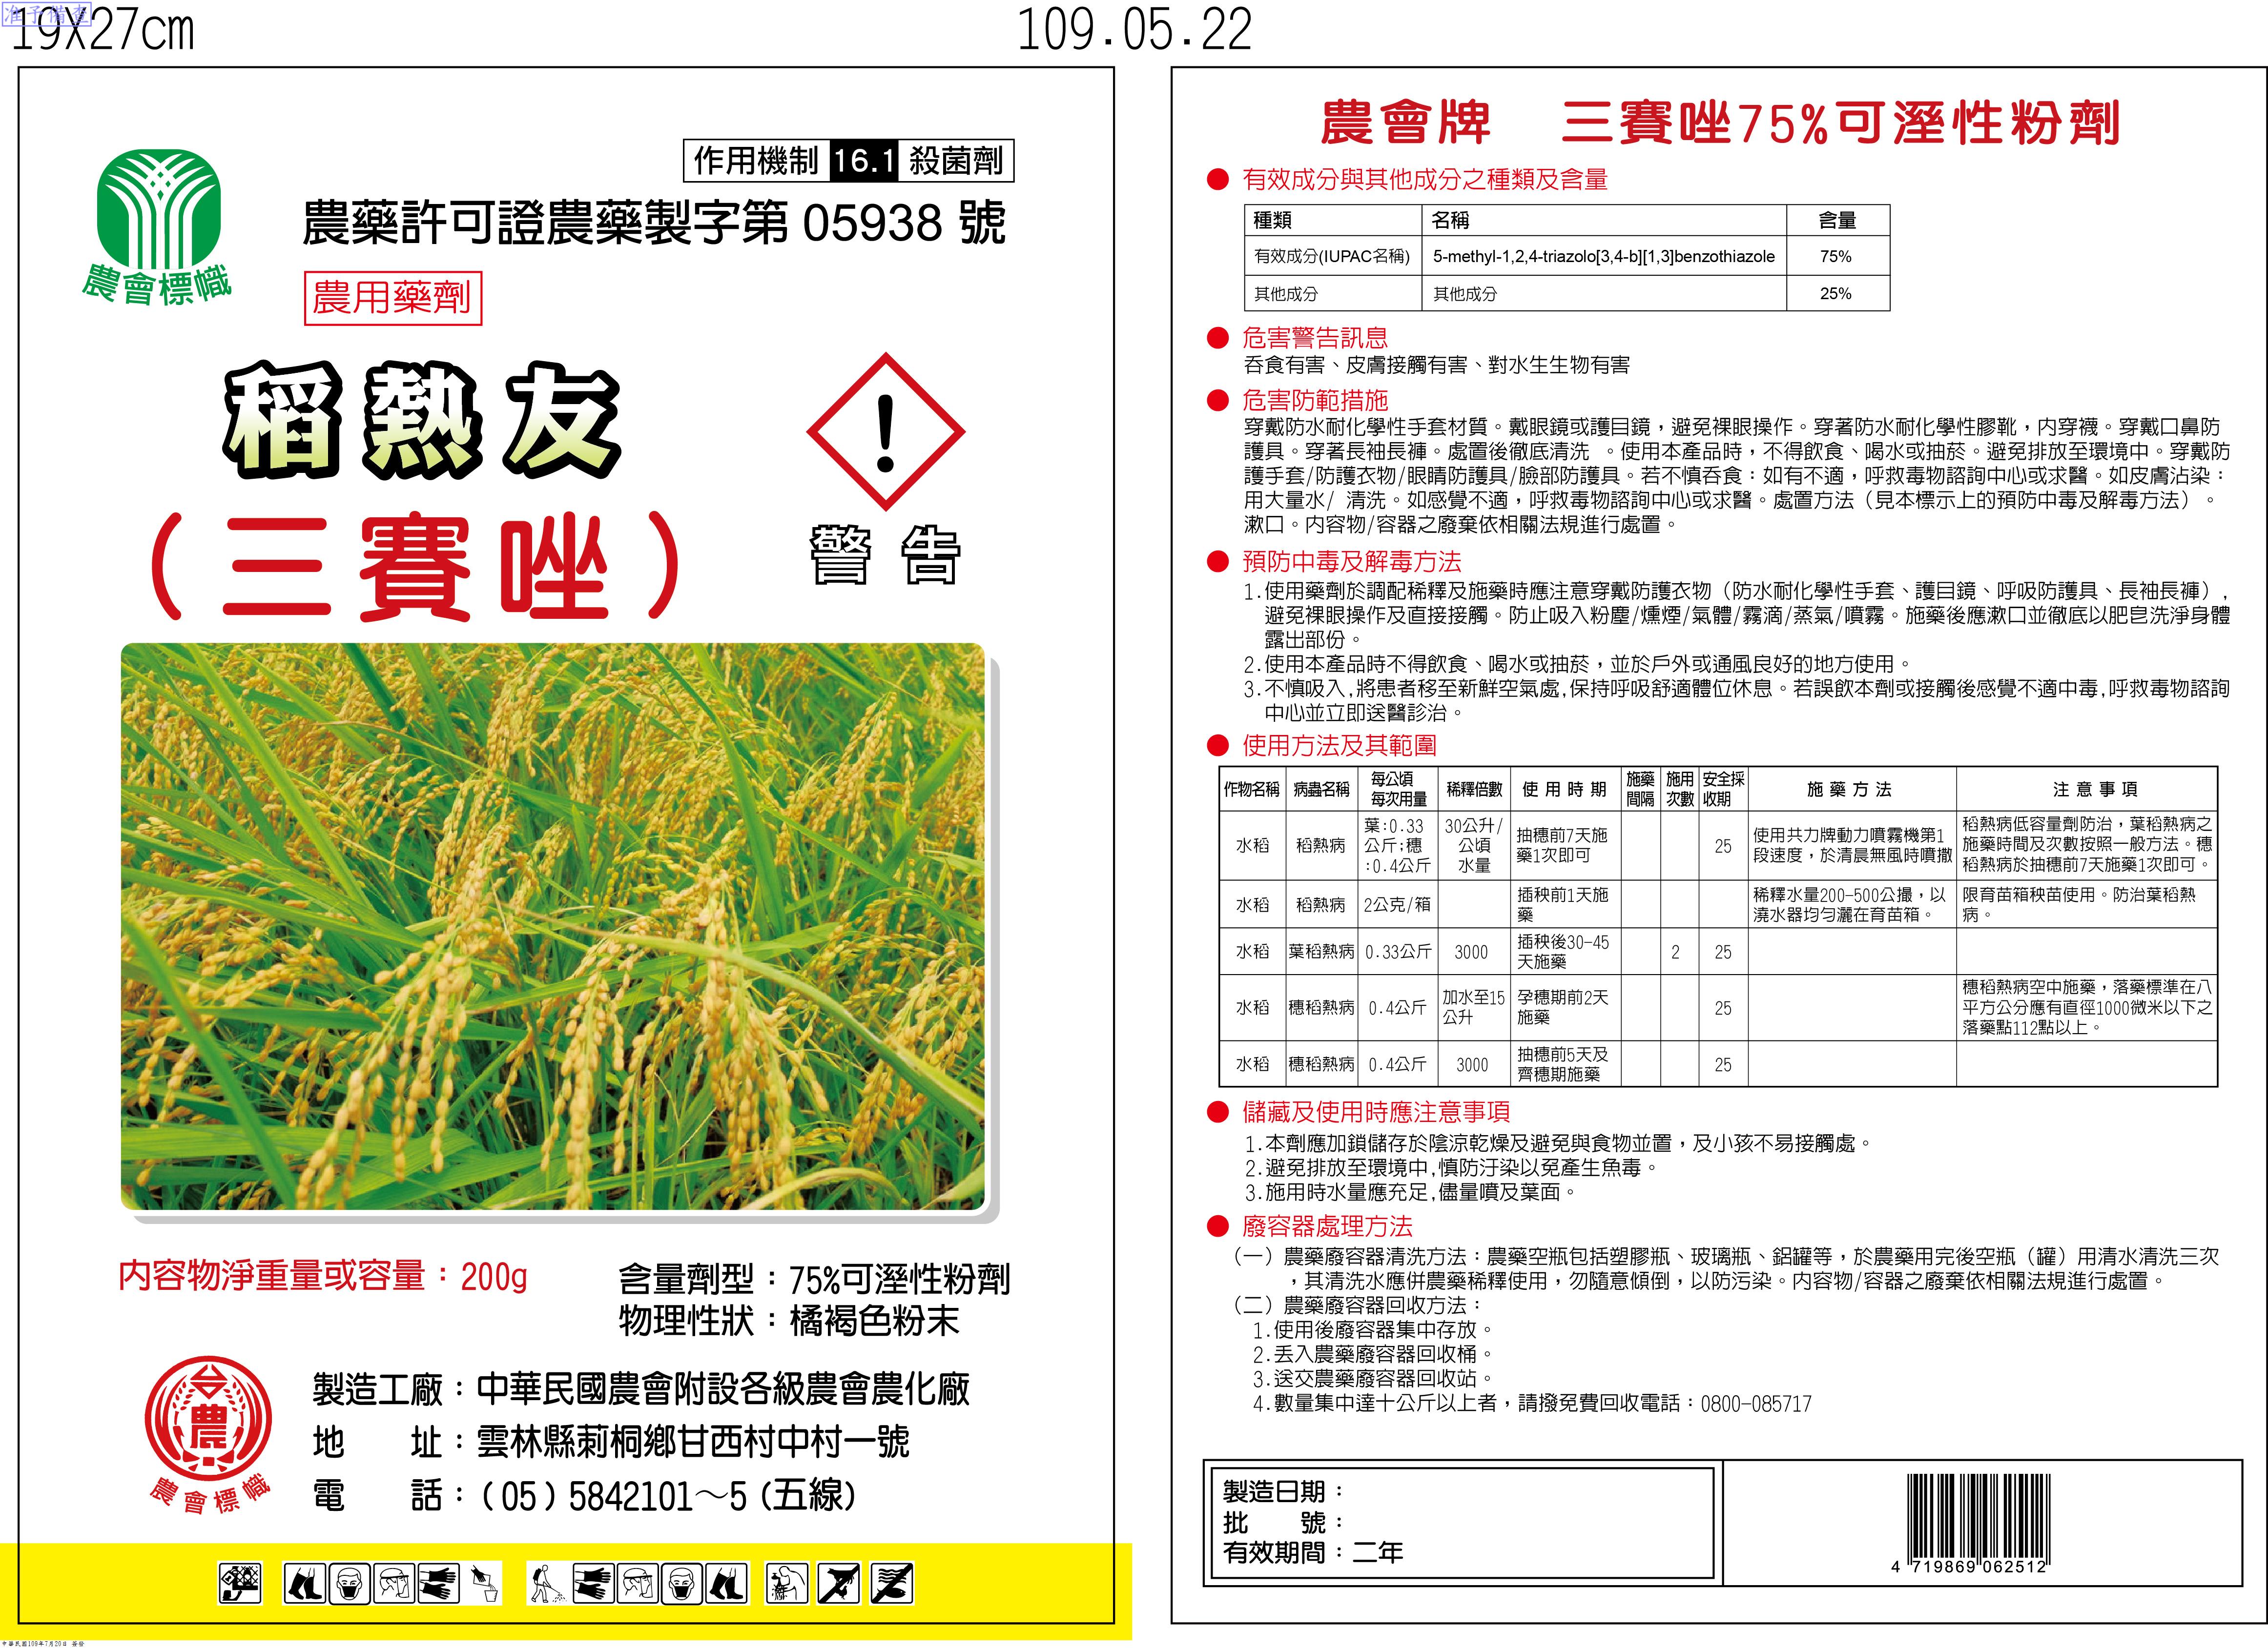 准予備查
19X27cm
109.05.22
作用機制 16.1 殺菌劑
農會標幟
農藥許可證農藥製字第 05938 號
農用藥劑
稻熱友
（三賽唑）
警告
內容物淨重量或容量：200g
含量劑型：75%可溼性粉劑
物理性狀：橘褐色粉末
農
農會標幟
製造工廠：中華民國農會附設各級農會農化廠
地　　址：雲林縣莿桐鄉甘西村中村一號
電　　話：(05) 5842101～5 (五線)
中華民國109年7月20日 簽發
農會牌　三賽唑75%可溼性粉劑
● 有效成分與其他成分之種類及含量
種類　名稱　含量
有效成分(IUPAC名稱)　5-methyl-1,2,4-triazolo[3,4-b][1,3]benzothiazole　75%
其他成分　其他成分　25%
● 危害警告訊息
吞食有害、皮膚接觸有害、對水生生物有害
● 危害防範措施
穿戴防水耐化學性手套材質。戴眼鏡或護目鏡，避免裸眼操作。穿著防水耐化學性膠靴，內穿襪。穿戴口鼻防
護具。穿著長袖長褲。處置後徹底清洗 。使用本產品時，不得飲食、喝水或抽菸。避免排放至環境中。穿戴防
護手套/防護衣物/眼睛防護具/臉部防護具。若不慎吞食：如有不適，呼救毒物諮詢中心或求醫。如皮膚沾染：
用大量水/ 清洗。如感覺不適，呼救毒物諮詢中心或求醫。處置方法（見本標示上的預防中毒及解毒方法）。
漱口。內容物/容器之廢棄依相關法規進行處置。
● 預防中毒及解毒方法
1.使用藥劑於調配稀釋及施藥時應注意穿戴防護衣物（防水耐化學性手套、護目鏡、呼吸防護具、長袖長褲）,
避免裸眼操作及直接接觸。防止吸入粉塵/燻煙/氣體/霧滴/蒸氣/噴霧。施藥後應漱口並徹底以肥皂洗淨身體
露出部份。
2.使用本產品時不得飲食、喝水或抽菸，並於戶外或通風良好的地方使用。
3.不慎吸入,將患者移至新鮮空氣處,保持呼吸舒適體位休息。若誤飲本劑或接觸後感覺不適中毒,呼救毒物諮詢
中心並立即送醫診治。
● 使用方法及其範圍
作物名稱　病蟲名稱　每公頃每次用量　稀釋倍數　使用時期　施藥間隔　施用次數　安全採收期　施藥方法　注意事項
水稻　稻熱病　葉:0.33公斤;穗:0.4公斤　30公升/公頃水量　抽穗前7天施藥1次即可　25　使用共力牌動力噴霧機第1段速度，於清晨無風時噴撒　稻熱病低容量劑防治，葉稻熱病之施藥時間及次數按照一般方法。穗稻熱病於抽穗前7天施藥1次即可。
水稻　稻熱病　2公克/箱　插秧前1天施藥　稀釋水量200-500公撮，以澆水器均勻灑在育苗箱。　限育苗箱秧苗使用。防治葉稻熱病。
水稻　葉稻熱病　0.33公斤　3000　插秧後30-45天施藥　2　25
水稻　穗稻熱病　0.4公斤　加水至15公升　孕穗期前2天施藥　25　穗稻熱病空中施藥，落藥標準在八平方公分應有直徑1000微米以下之落藥點112點以上。
水稻　穗稻熱病　0.4公斤　3000　抽穗前5天及齊穗期施藥　25
● 儲藏及使用時應注意事項
1.本劑應加鎖儲存於陰涼乾燥及避免與食物並置，及小孩不易接觸處。
2.避免排放至環境中,慎防汙染以免產生魚毒。
3.施用時水量應充足,儘量噴及葉面。
● 廢容器處理方法
（一）農藥廢容器清洗方法：農藥空瓶包括塑膠瓶、玻璃瓶、鋁罐等，於農藥用完後空瓶（罐）用清水清洗三次
，其清洗水應併農藥稀釋使用，勿隨意傾倒，以防污染。內容物/容器之廢棄依相關法規進行處置。
（二）農藥廢容器回收方法：
1.使用後廢容器集中存放。
2.丟入農藥廢容器回收桶。
3.送交農藥廢容器回收站。
4.數量集中達十公斤以上者，請撥免費回收電話：0800-085717
製造日期：
批　　號：
有效期間：二年
4 719869 062512